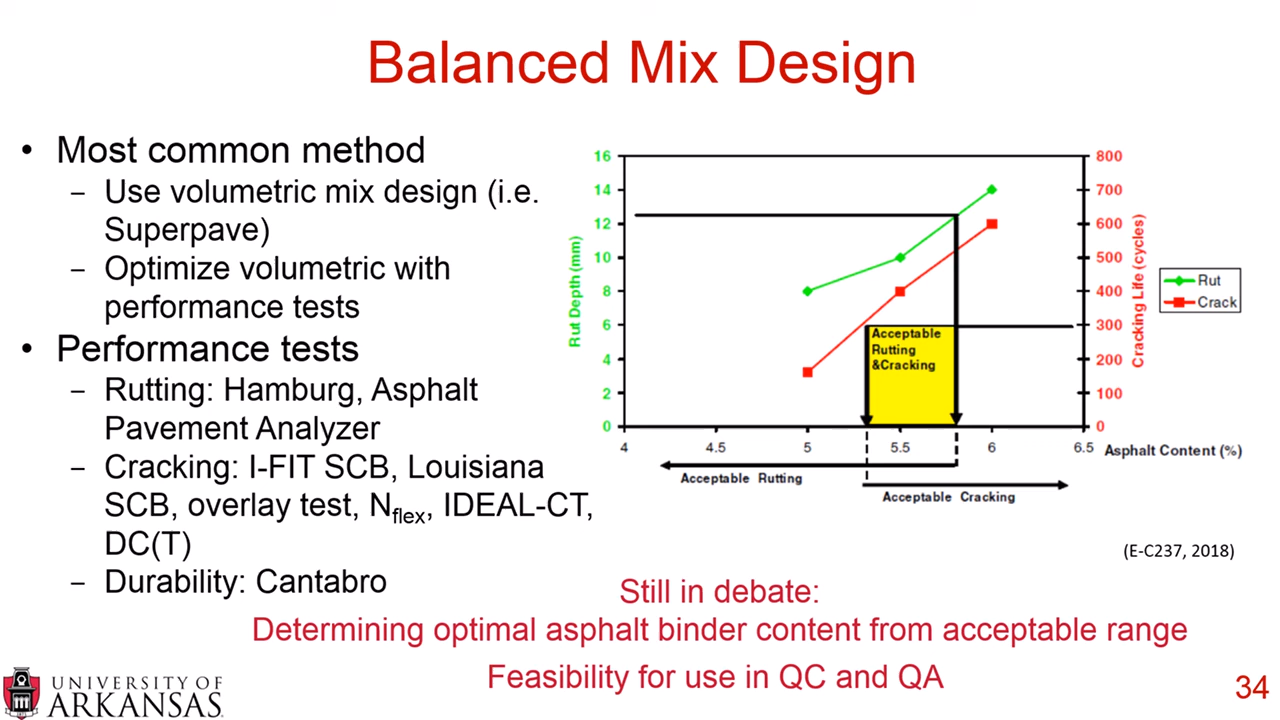 Balanced Mix Design
• Most common method
– Use volumetric mix design (i.e.
Superpave)
– Optimize volumetric with
performance tests
• Performance tests
– Rutting: Hamburg, Asphalt
Pavement Analyzer
– Cracking: I-FIT SCB, Louisiana
SCB, overlay test, Nflex, IDEAL-CT,
DC(T)
– Durability: Cantabro
Rut Depth (mm)
16
14
12
10
8
6
4
2
0
4
4.5
5
5.5
6
6.5
Asphalt Content (%)
800
700
600
500
400
300
200
100
0
Cracking Life (cycles)
Rut
Crack
Acceptable
Rutting
&Cracking
Acceptable Rutting
Acceptable Cracking
(E-C237, 2018)
Still in debate:
Determining optimal asphalt binder content from acceptable range
Feasibility for use in QC and QA
UNIVERSITY OF
ARKANSAS
34